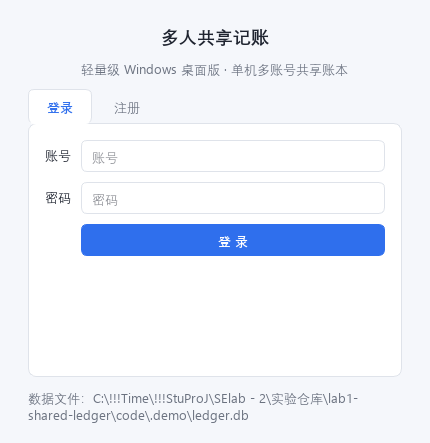 多人共享记账
轻量级 Windows 桌面版 · 单机多账号共享账本
登录 注册
账号 账号
密码 密码
登 录
数据文件：C:\!!!Time\!!!StuProJ\SElab - 2\实验仓库\lab1-
shared-ledger\code\.demo\ledger.db